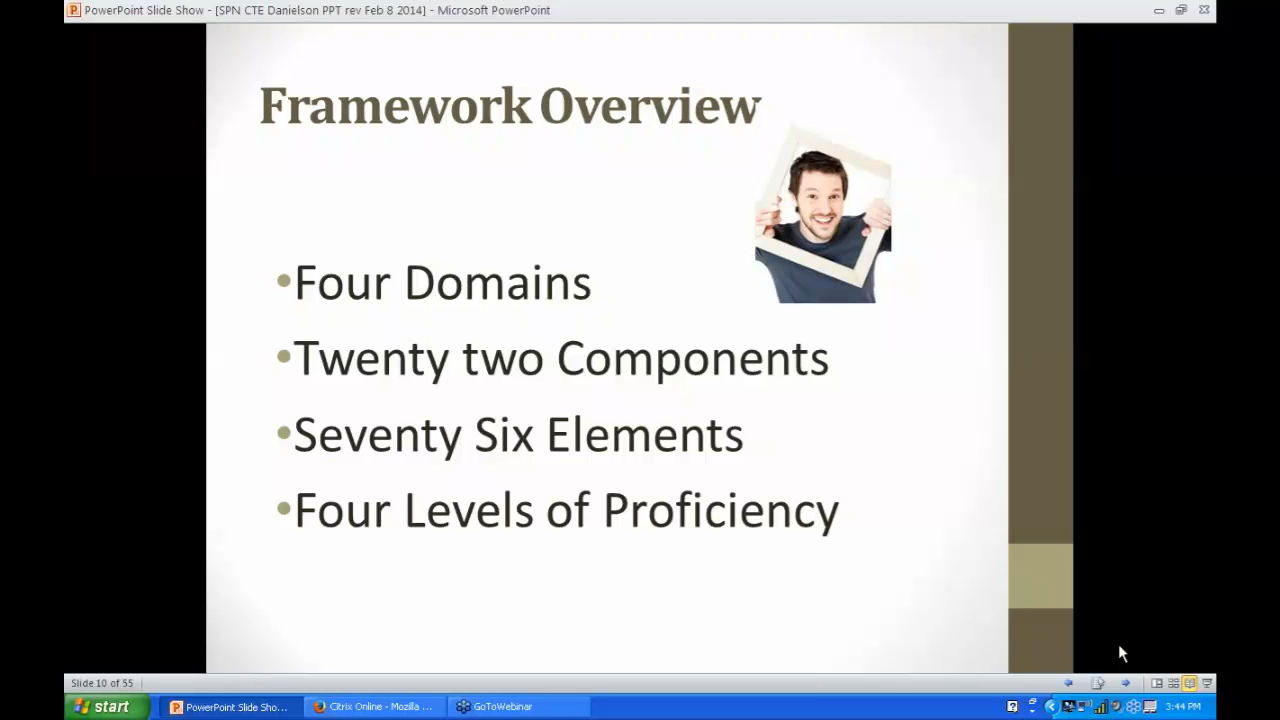 PowerPoint Slide Show - [SPN CTE Danielson PPT rev Feb 8 2014] - Microsoft PowerPoint
Framework Overview
•Four Domains
•Twenty two Components
•Seventy Six Elements
•Four Levels of Proficiency
Slide 10 of 55
start
PowerPoint Slide Sho...
Citrix Online - Mozilla ...
GoToWebinar
3:44 PM